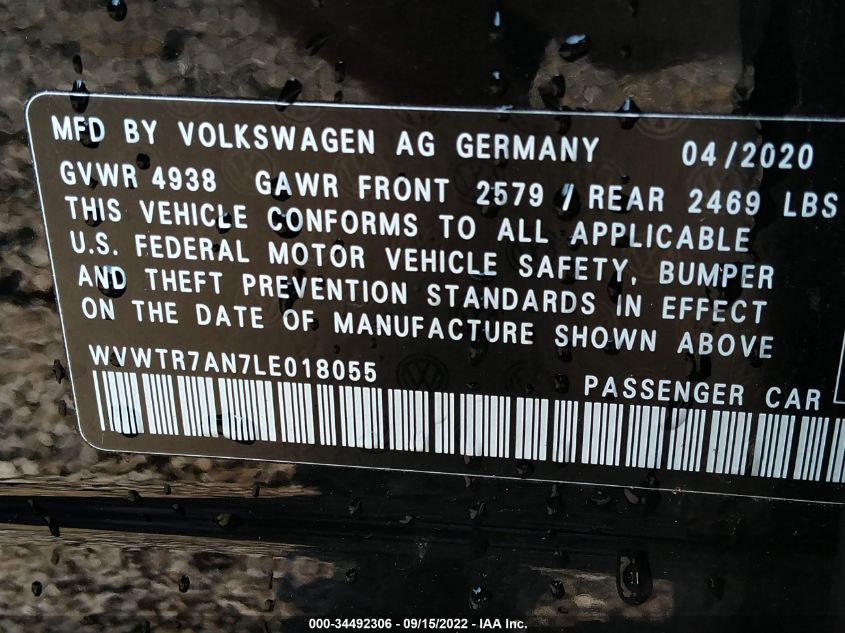 MFD BY VOLKSWAGEN AG GERMANY 04/2020
GVWR 4938 GAWR FRONT 2579 / REAR 2469 LBS
THIS VEHICLE CONFORMS TO ALL APPLICABLE
U.S. FEDERAL MOTOR VEHICLE SAFETY, BUMPER
AND THEFT PREVENTION STANDARDS IN EFFECT
ON THE DATE OF MANUFACTURE SHOWN ABOVE
WVWTR7AN7LE018055
PASSENGER CAR
000-34492306 - 09/15/2022 - IAA Inc.